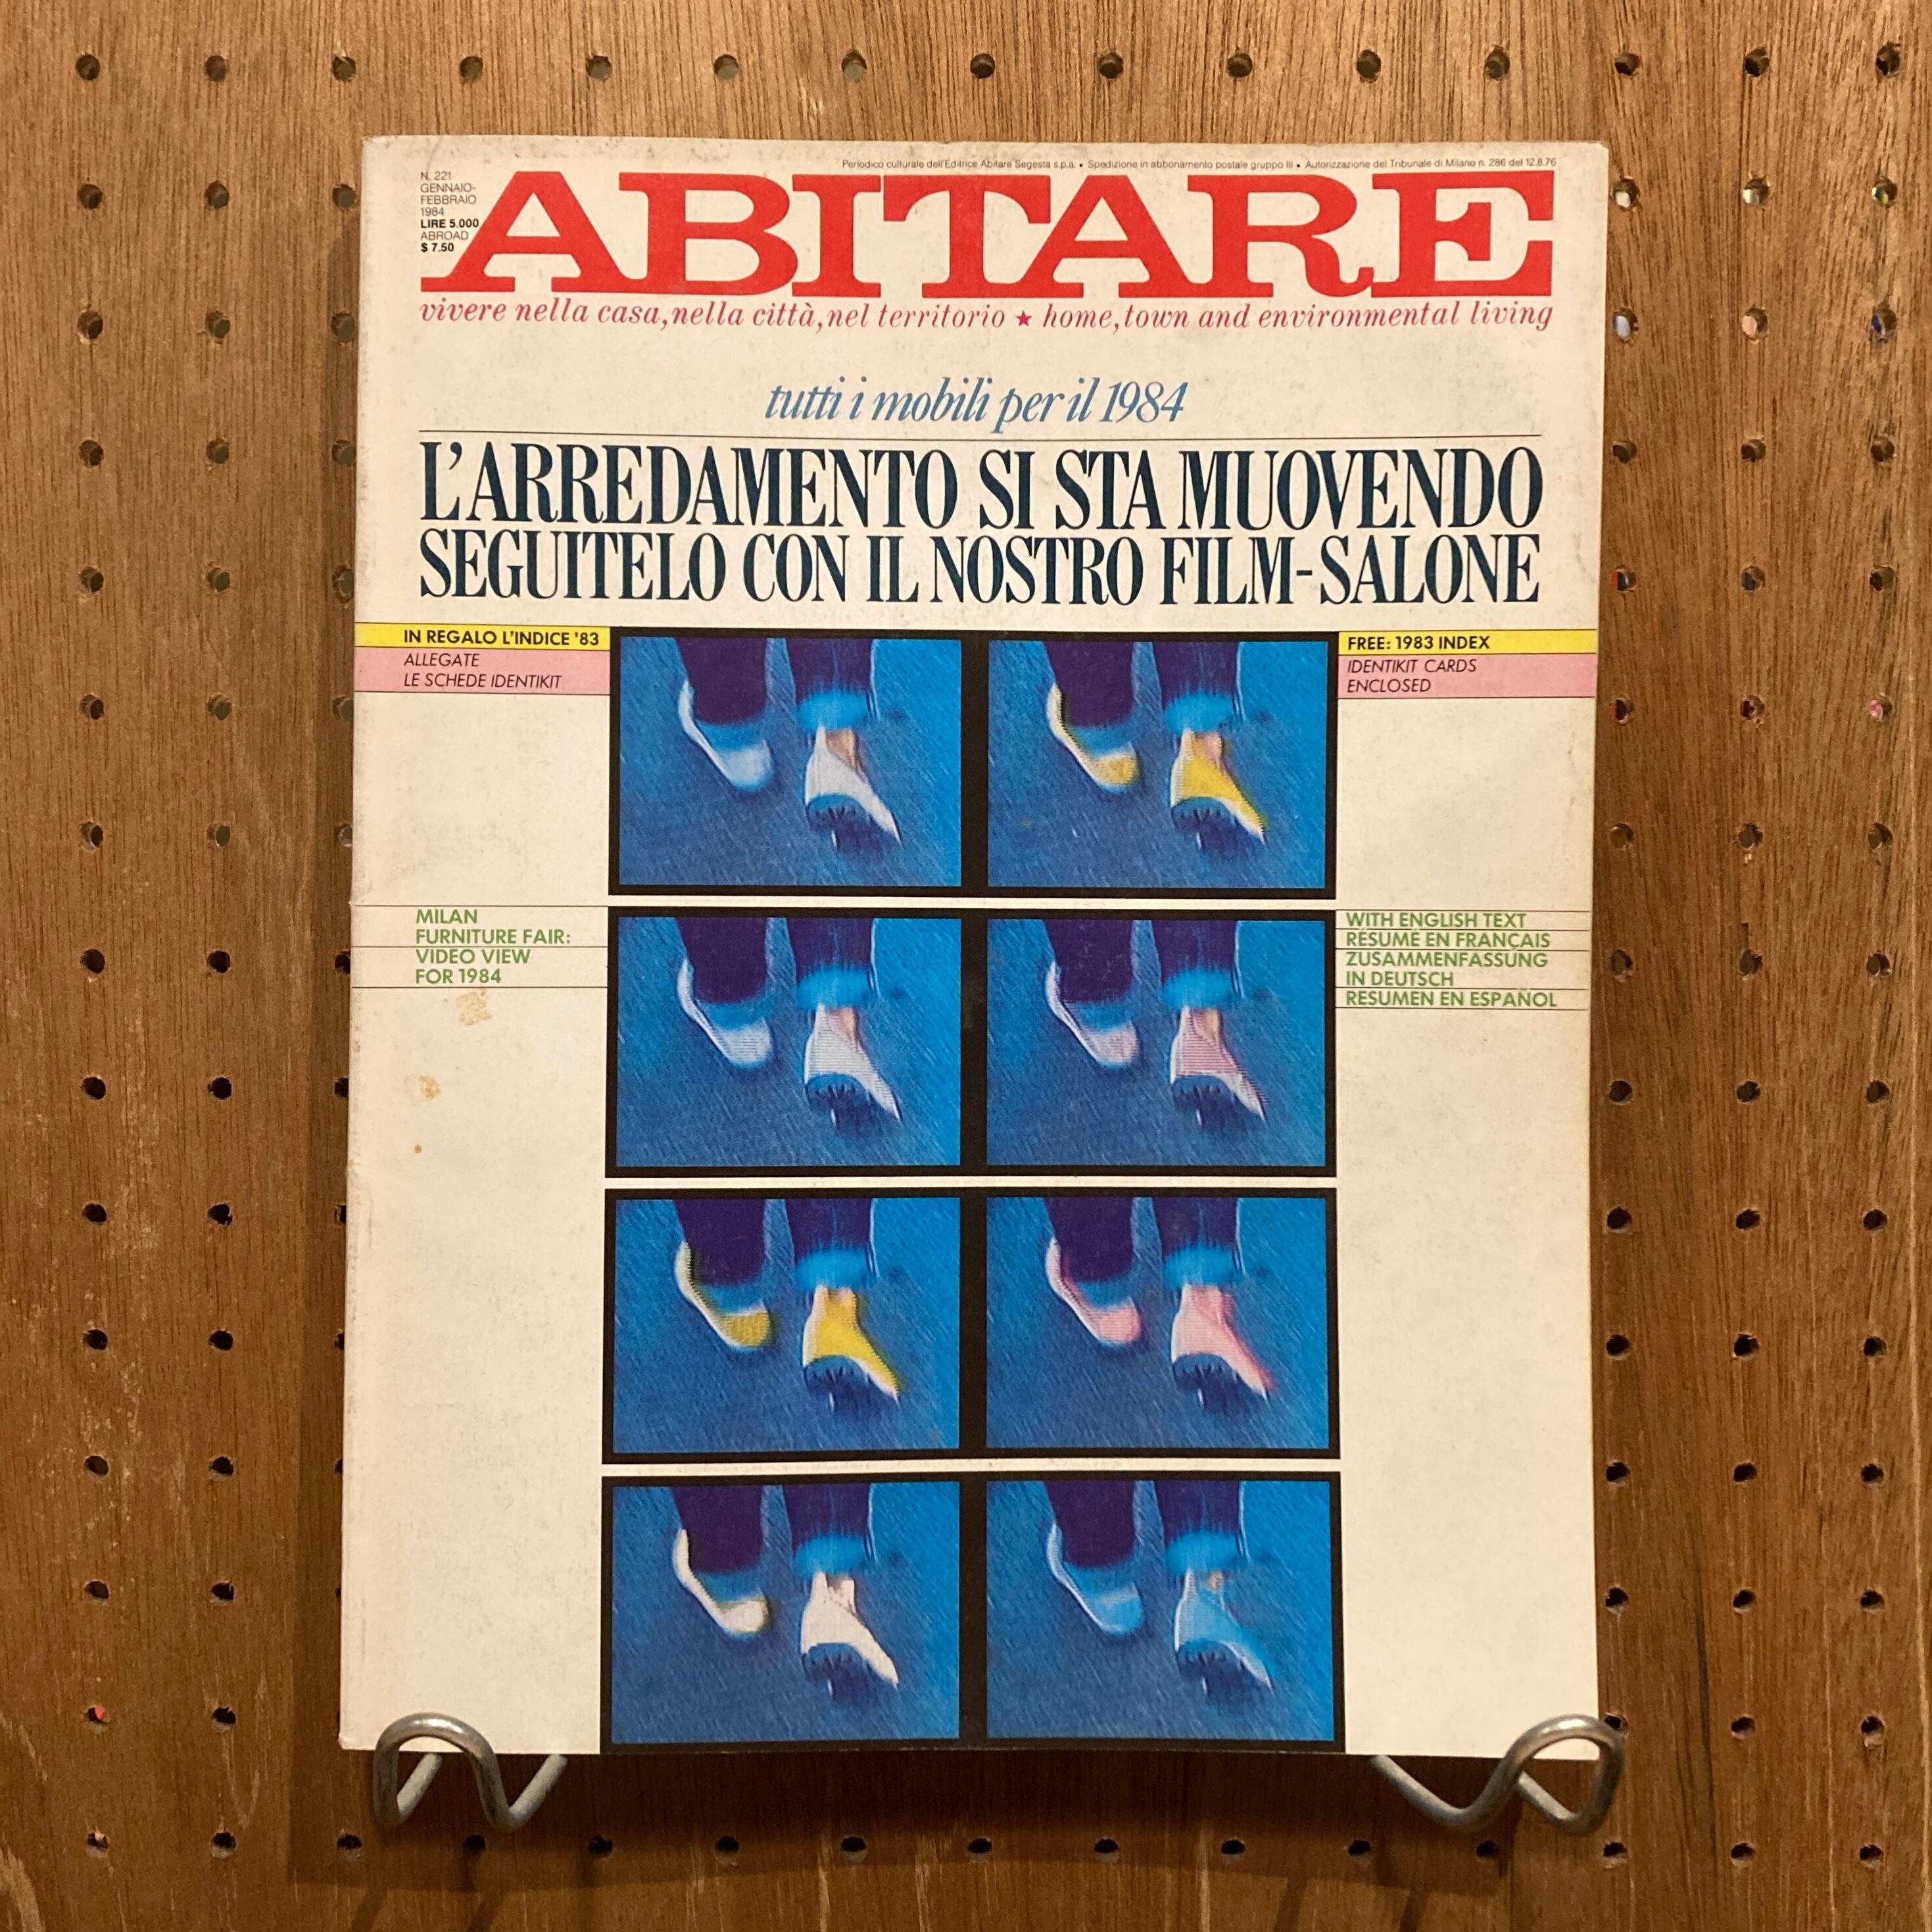 Periodico culturale dell'Editrice Abitare Segesta s.p.a. • Spedizione in abbonamento postale gruppo III • Autorizzazione del Tribunale di Milano n. 286 del 12.8.76
N. 221
GENNAIO-
FEBBRAIO
1984
LIRE 5.000
ABROAD
$ 7.50
ABITARE
vivere nella casa, nella città, nel territorio ★ home, town and environmental living
tutti i mobili per il 1984
L'ARREDAMENTO SI STA MUOVENDO
SEGUITELO CON IL NOSTRO FILM-SALONE
IN REGALO L'INDICE '83
ALLEGATE
LE SCHEDE IDENTIKIT
FREE: 1983 INDEX
IDENTIKIT CARDS
ENCLOSED
MILAN
FURNITURE FAIR:
VIDEO VIEW
FOR 1984
WITH ENGLISH TEXT
RÉSUMÉ EN FRANÇAIS
ZUSAMMENFASSUNG
IN DEUTSCH
RESUMEN EN ESPAÑOL